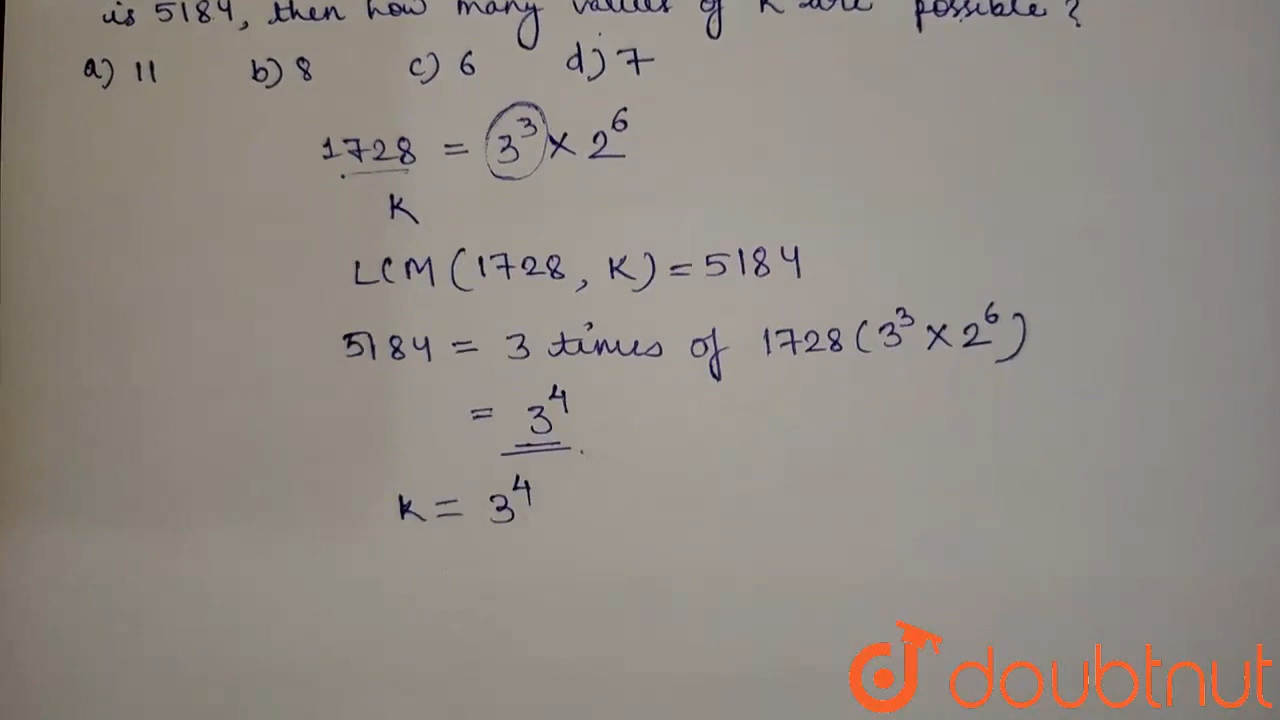 is 5184, then how many values of K are possible?
a) 11 b) 8 c) 6 d) 7
1728 = 3³ × 2⁶
K
LCM (1728, K) = 5184
5184 = 3 times of 1728 (3³ × 2⁶)
= 3⁴
K = 3⁴
doubtnut